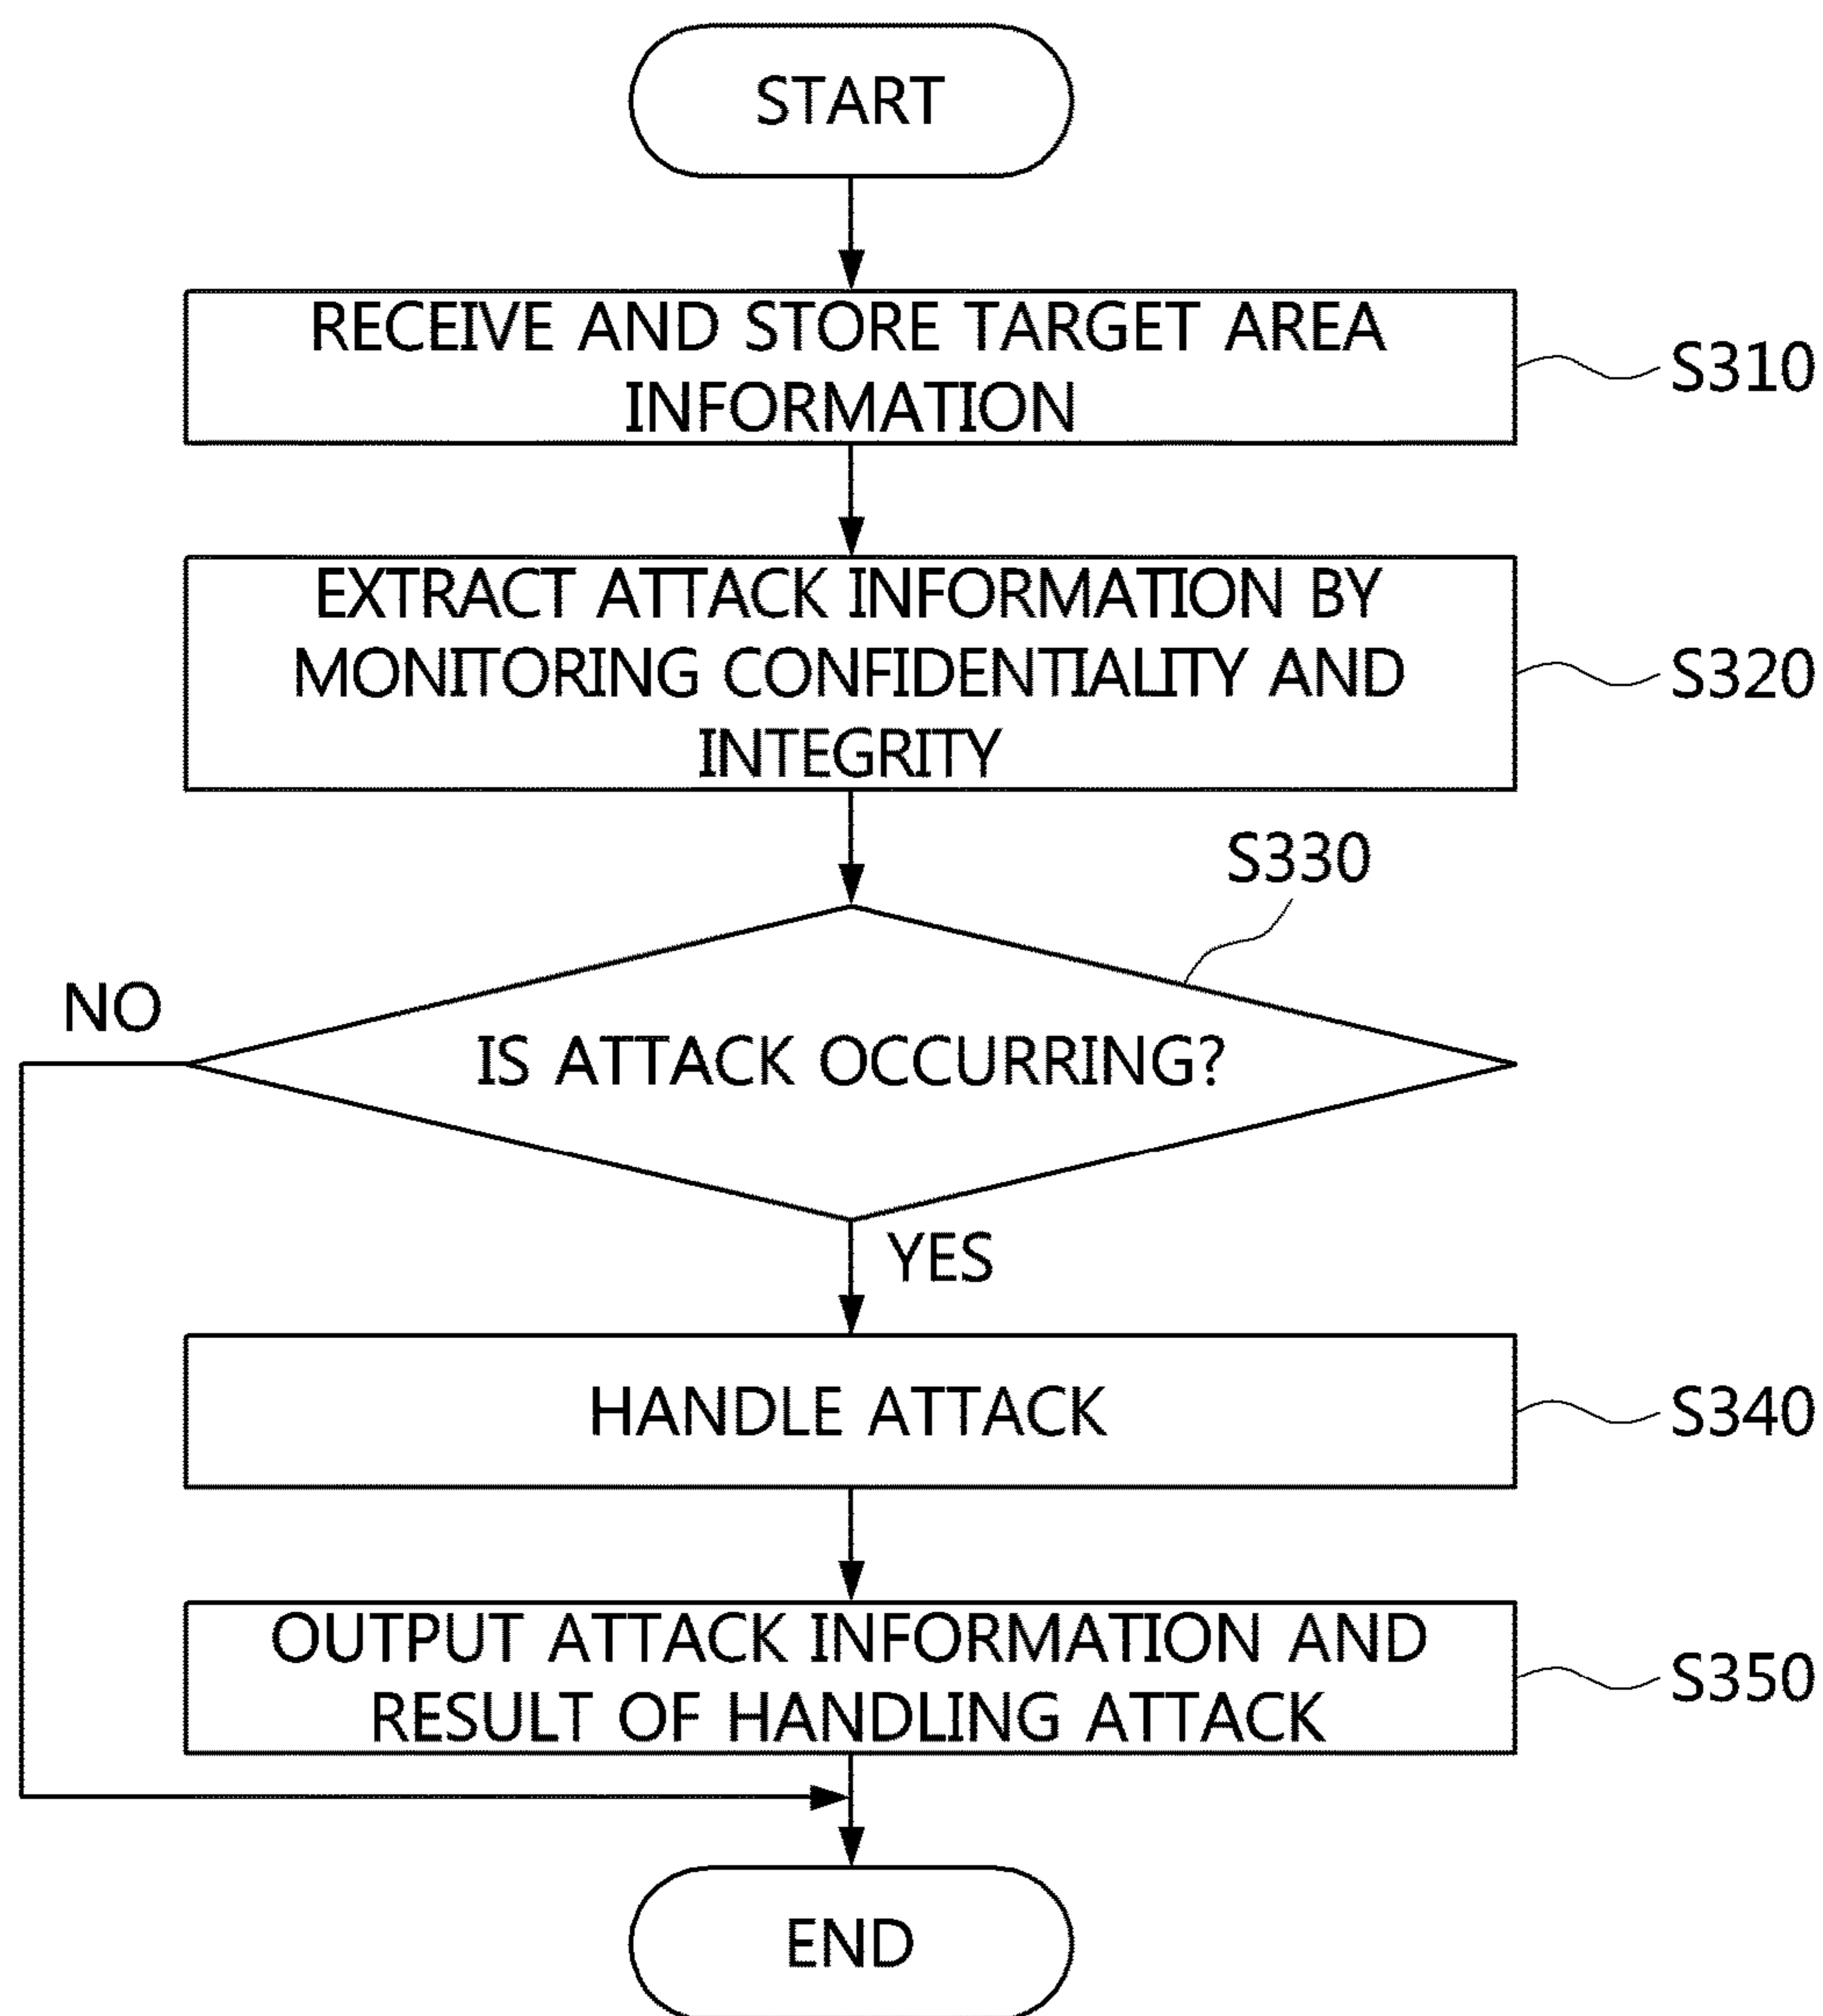 START
RECEIVE AND STORE TARGET AREA
INFORMATION
S310
EXTRACT ATTACK INFORMATION BY
MONITORING CONFIDENTIALITY AND
INTEGRITY
S320
S330
NO
IS ATTACK OCCURRING?
YES
HANDLE ATTACK
S340
OUTPUT ATTACK INFORMATION AND
RESULT OF HANDLING ATTACK
S350
END